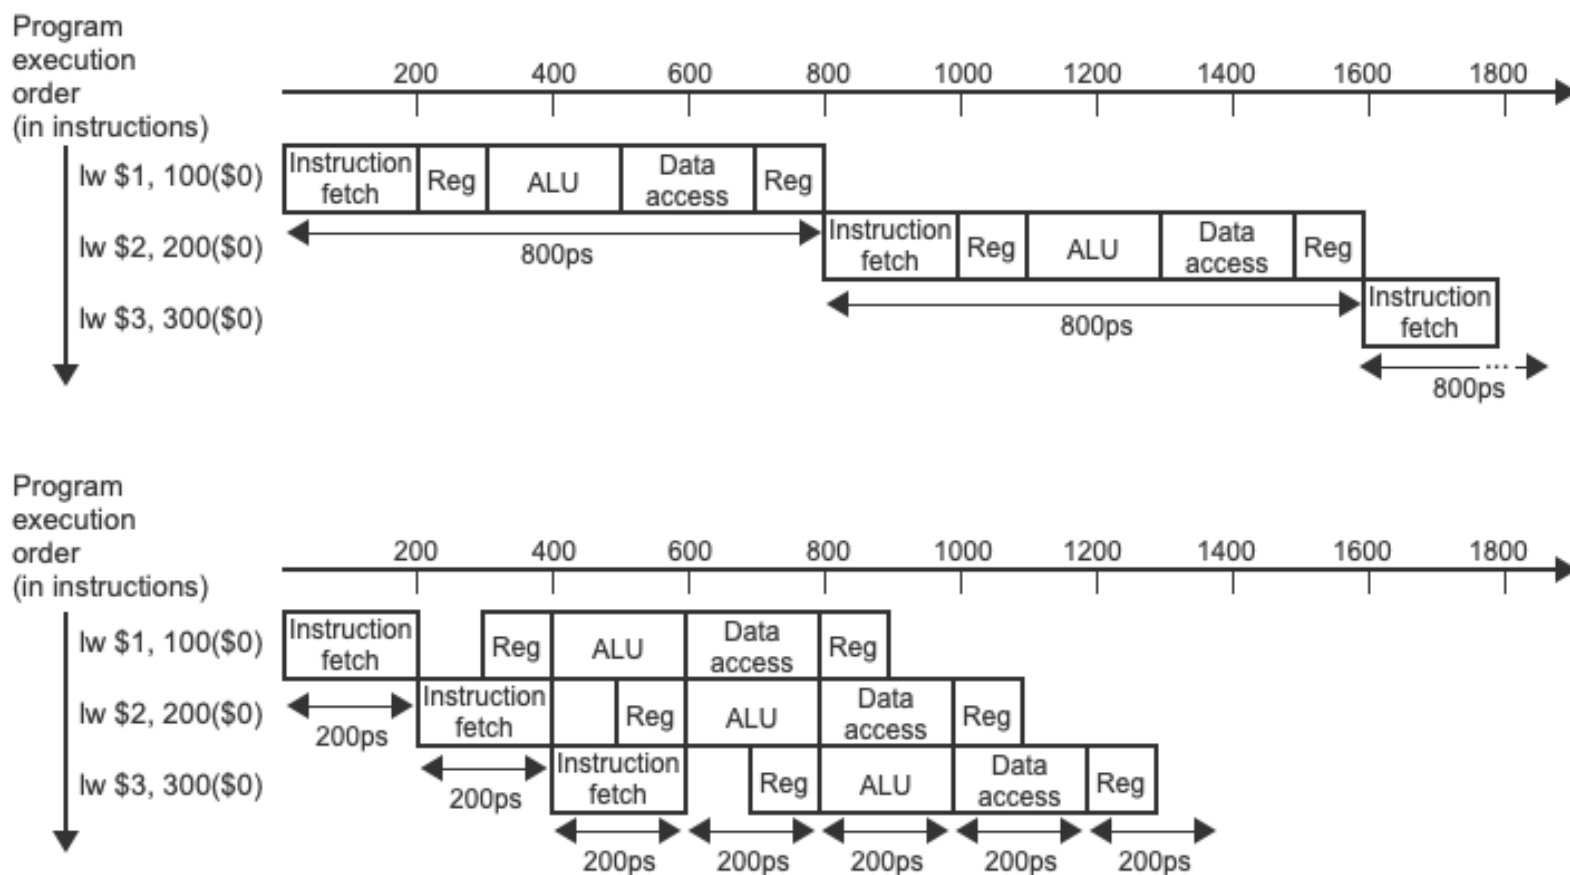 Program
execution
order
(in instructions)
200 400 600 800 1000 1200 1400 1600 1800
lw $1, 100($0)
Instruction
fetch
Reg
ALU
Data
access
Reg
800ps
lw $2, 200($0)
Instruction
fetch
Reg
ALU
Data
access
Reg
800ps
lw $3, 300($0)
Instruction
fetch
...
800ps
Program
execution
order
(in instructions)
200 400 600 800 1000 1200 1400 1600 1800
lw $1, 100($0)
Instruction
fetch
Reg
ALU
Data
access
Reg
200ps
lw $2, 200($0)
Instruction
fetch
Reg
ALU
Data
access
Reg
200ps
lw $3, 300($0)
Instruction
fetch
Reg
ALU
Data
access
Reg
200ps 200ps 200ps 200ps 200ps